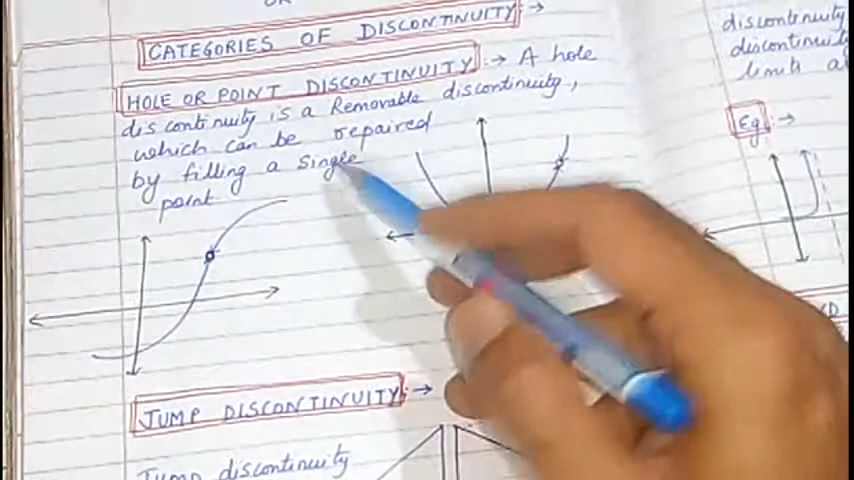 OR
CATEGORIES OF DISCONTINUITY →
HOLE OR POINT DISCONTINUITY :→ A hole
discontinuity is a Removable discontinuity,
which can be repaired
by filling a single
point
JUMP DISCONTINUITY :→
Jump discontinuity
discontinuity
limits
Eg :→